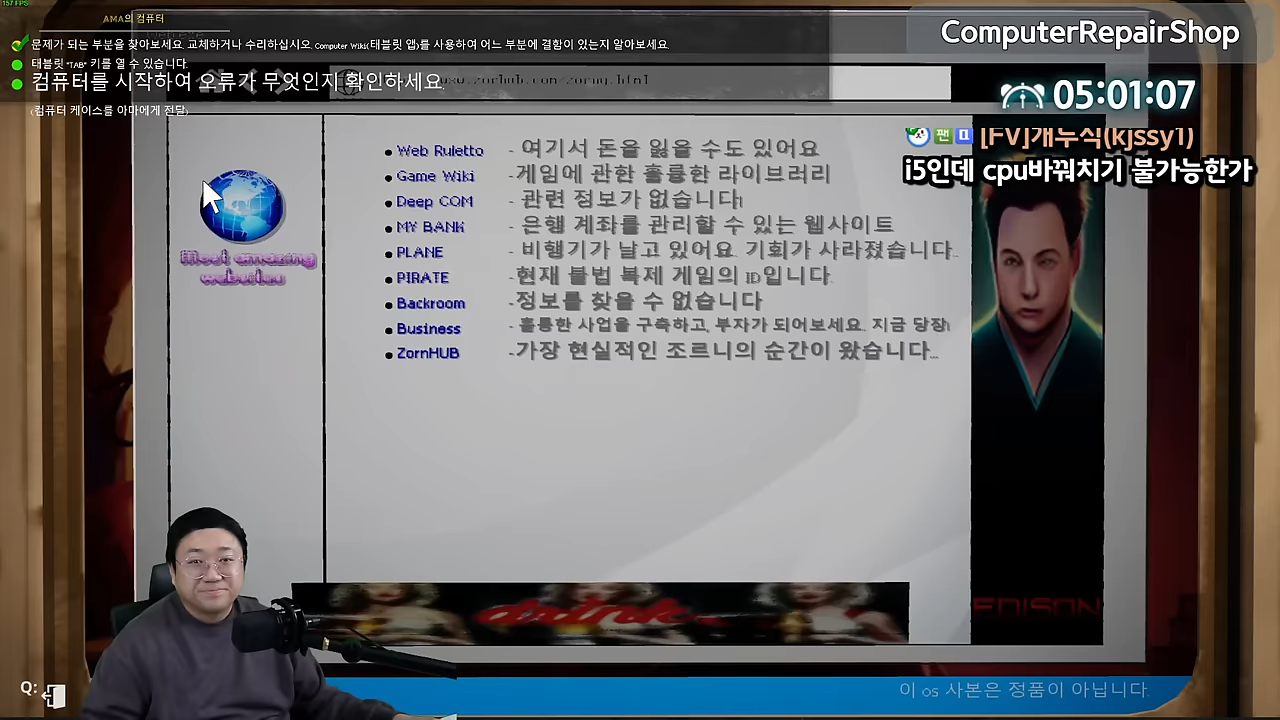 157 FPS
AMA의 컴퓨터
문제가 되는 부분을 찾아보세요. 교체하거나 수리하십시오. Computer Wiki(태블릿 앱)를 사용하여 어느 부분에 결함이 있는지 알아보세요.
태블릿 "TAB" 키를 열 수 있습니다.
컴퓨터를 시작하여 오류가 무엇인지 확인하세요.
(컴퓨터 케이스를 아마에게 전달)
ComputerRepairShop
05:01:07
팬
[FV]개누식(kjssy1)
i5인데 cpu바꿔치기 불가능한가
Most amazing
websites
Web Ruletto - 여기서 돈을 잃을 수도 있어요
Game Wiki -게임에 관한 훌륭한 라이브러리
Deep COM - 관련 정보가 없습니다!
MY BANK - 은행 계좌를 관리할 수 있는 웹사이트
PLANE - 비행기가 날고 있어요. 기회가 사라졌습니다...
PIRATE -현재 불법 복제 게임의 ID입니다.
Backroom -정보를 찾을 수 없습니다
Business - 훌륭한 사업을 구축하고, 부자가 되어보세요. 지금 당장!
ZornHUB -가장 현실적인 조르니의 순간이 왔습니다...
EDISON
Q:
이 os 사본은 정품이 아닙니다.